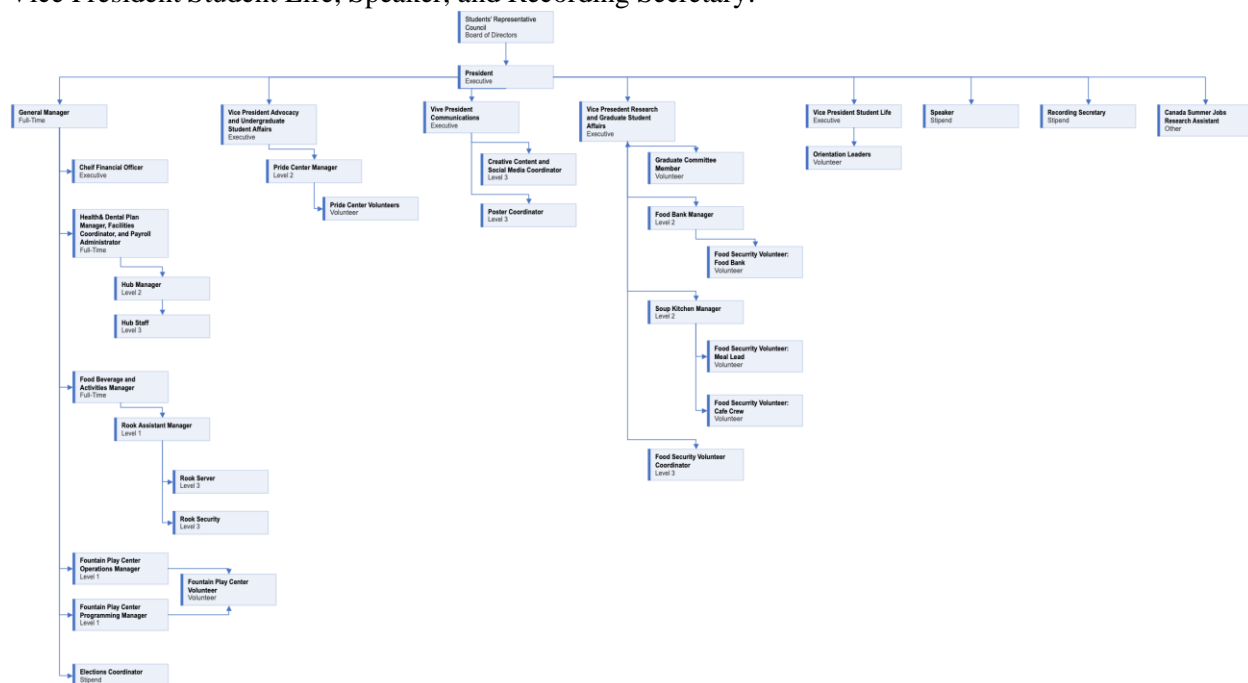 Vice President Student Life, Speaker, and Recording Secretary.
Students' Representative
Council
Board of Directors
President
Executive
General Manager
Full-Time
Vice President Advocacy
and Undergraduate
Student Affairs
Executive
Vive President
Communications
Executive
Vice Presedent Research
and Graduate Student
Affairs
Executive
Vice President Student Life
Executive
Speaker
Stipend
Recording Secretary
Stipend
Canada Summer Jobs
Research Assistant
Other
Cheif Financial Officer
Executive
Pride Center Manager
Level 2
Creative Content and
Social Media Coordinator
Level 3
Graduate Committee
Member
Volunteer
Orientation Leaders
Volunteer
Pride Center Volunteers
Volunteer
Poster Coordinator
Level 3
Food Bank Manager
Level 2
Health& Dental Plan
Manager, Facilities
Coordinator, and Payroll
Administrator
Full-Time
Food Securrity Volunteer:
Food Bank
Volunteer
Hub Manager
Level 2
Soup Kitchen Manager
Level 2
Hub Staff
Level 3
Food Securrity Volunteer:
Meal Lead
Volunteer
Food Beverage and
Activities Manager
Full-Time
Food Securrity Volunteer:
Cafe Crew
Volunteer
Rook Assistant Manager
Level 1
Food Security Volunteer
Coordinator
Level 3
Rook Server
Level 3
Rook Security
Level 3
Fountain Play Center
Operations Manager
Level 1
Fountain Play Center
Volunteer
Volunteer
Fountain Play Center
Programming Manager
Level 1
Elections Coordinator
Stipend